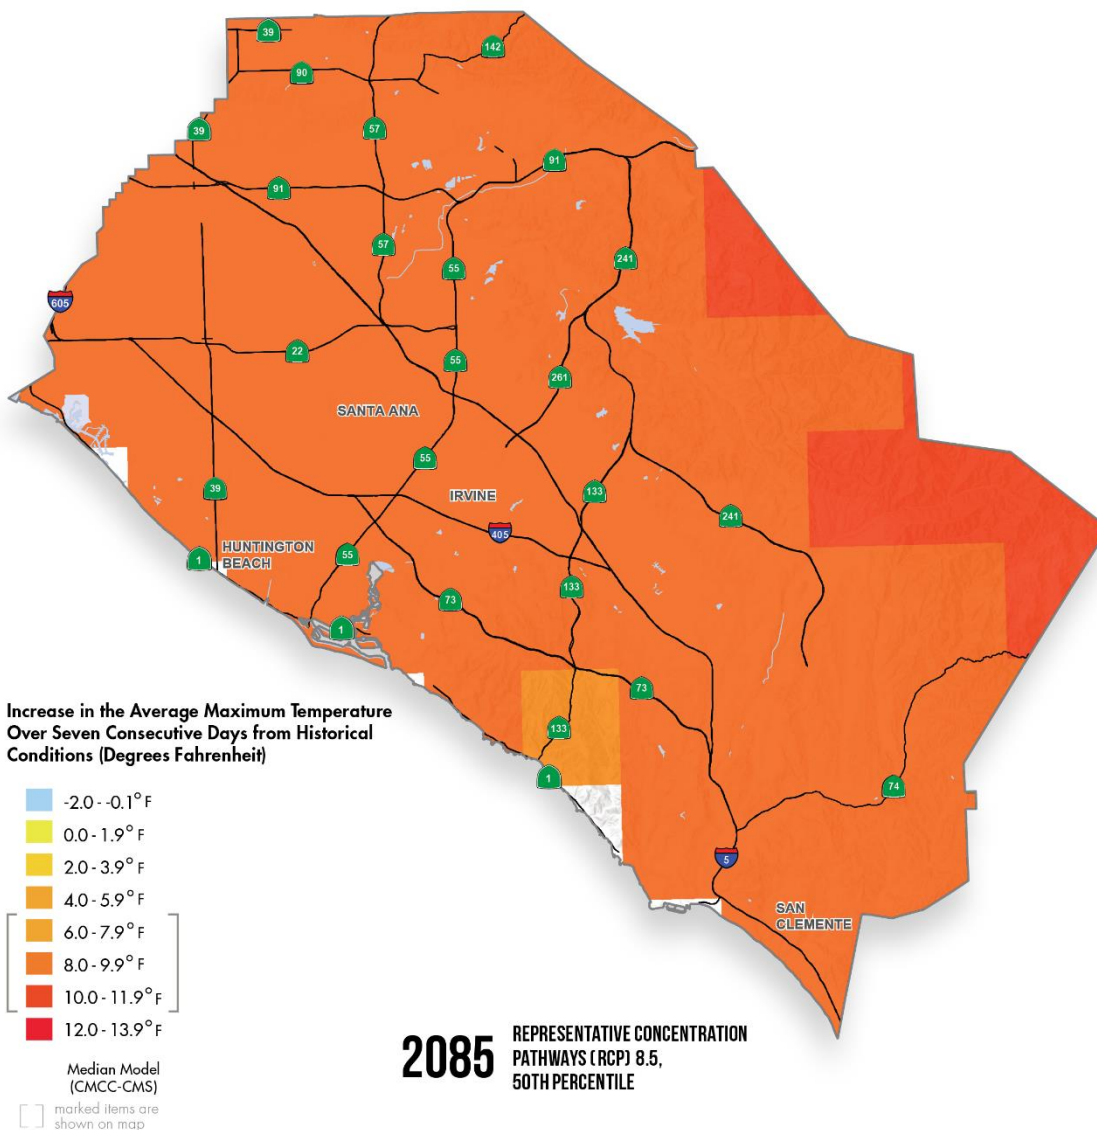 39
142
90
39
57
91
91
57
241
55
605
22
55
261
SANTA ANA
55
39
IRVINE
133
241
405
1
HUNTINGTON
BEACH
55
133
73
1
73
133
1
74
5
SAN
CLEMENTE
Increase in the Average Maximum Temperature
Over Seven Consecutive Days from Historical
Conditions (Degrees Fahrenheit)
-2.0 - -0.1° F
0.0 - 1.9° F
2.0 - 3.9° F
4.0 - 5.9° F
6.0 - 7.9° F
8.0 - 9.9° F
10.0 - 11.9° F
12.0 - 13.9° F
Median Model
(CMCC-CMS)
[ ] marked items are
shown on map
2085
REPRESENTATIVE CONCENTRATION
PATHWAYS (RCP) 8.5,
50TH PERCENTILE